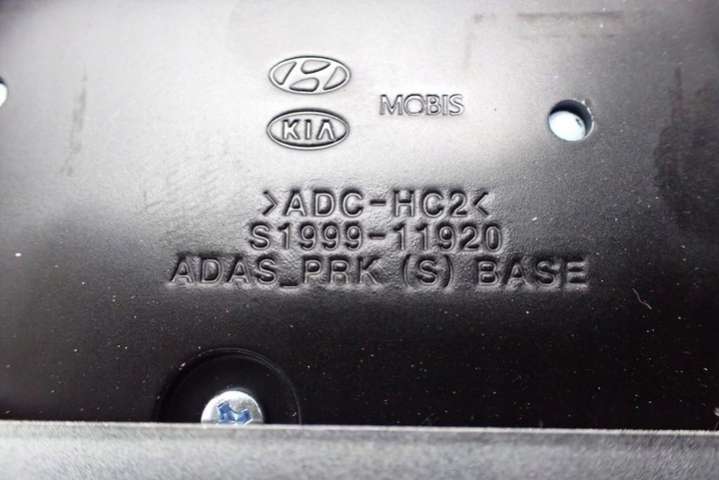 MOBIS
KIA
>ADC-HC2<
S1999-11920
ADAS_PRK (S) BASE